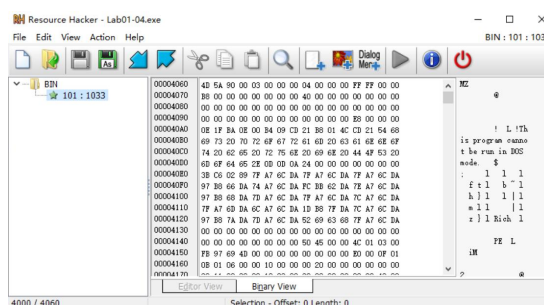 Resource Hacker - Lab01-04.exe
File Edit View Action Help
BIN : 101 : 1033
As
Dialog
Men
BIN
101 : 1033
00004060 4D 5A 90 00 03 00 00 00 04 00 00 00 FF FF 00 00 MZ
00004070 B8 00 00 00 00 00 00 00 40 00 00 00 00 00 00 00 @
00004080 00 00 00 00 00 00 00 00 00 00 00 00 00 00 00 00
00004090 00 00 00 00 00 00 00 00 00 00 00 00 E8 00 00 00
000040A0 0E 1F BA 0E 00 B4 09 CD 21 B8 01 4C CD 21 54 68 ! L !Th
000040B0 69 73 20 70 72 6F 67 72 61 6D 20 63 61 6E 6E 6F is program canno
000040C0 74 20 62 65 20 72 75 6E 20 69 6E 20 44 4F 53 20 t be run in DOS
000040D0 6D 6F 64 65 2E 0D 0D 0A 24 00 00 00 00 00 00 00 mode. $
000040E0 3B C6 02 89 7F A7 6C DA 7F A7 6C DA 7F A7 6C DA ; l l l
000040F0 97 B8 66 DA 74 A7 6C DA FC BB 62 DA 7E A7 6C DA f t l b ~ l
00004100 97 B8 68 DA 7D A7 6C DA 7F A7 6C DA 7C A7 6C DA h } l l | l
00004110 7F A7 6D DA 6C A7 6C DA 1D B8 7F DA 7C A7 6C DA m l l | l
00004120 97 B8 7A DA 7D A7 6C DA 52 69 63 68 7F A7 6C DA z } l Rich l
00004130 00 00 00 00 00 00 00 00 00 00 00 00 00 00 00 00
00004140 00 00 00 00 00 00 00 00 50 45 00 00 4C 01 03 00 PE L
00004150 FB 97 69 4D 00 00 00 00 00 00 00 00 E0 00 0F 01 iM
00004160 0B 01 06 00 00 10 00 00 00 20 00 00 00 00 00 00
00004170
Editor View Binary View
4000 / 4060 Selection - Offset: 0 Length: 0